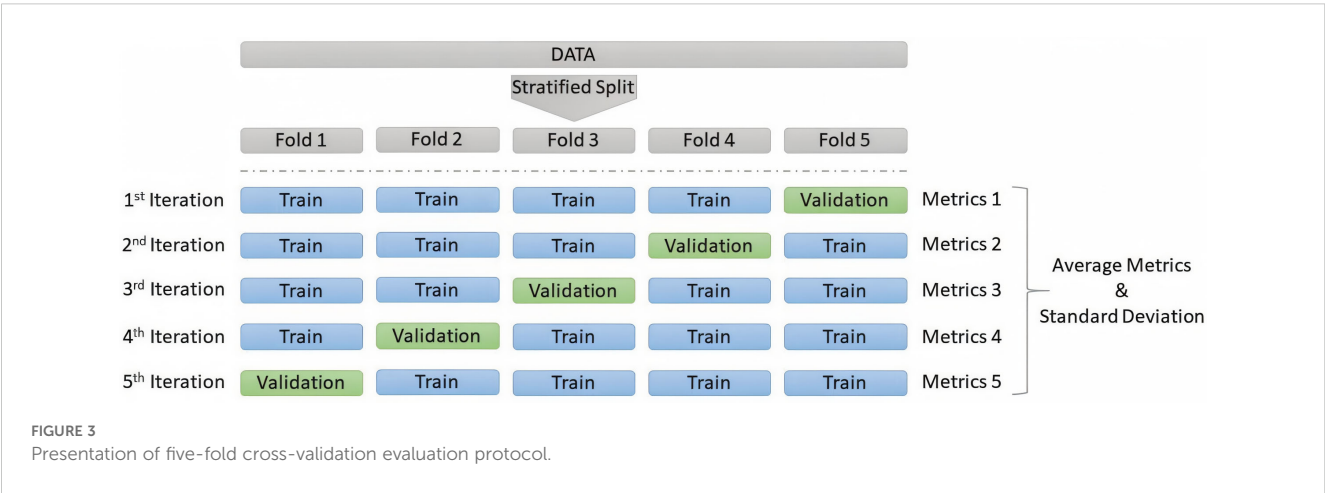 DATA
Stratified Split
Fold 1 Fold 2 Fold 3 Fold 4 Fold 5
1st Iteration Train Train Train Train Validation Metrics 1
2nd Iteration Train Train Train Validation Train Metrics 2
3rd Iteration Train Train Validation Train Train Metrics 3
4th Iteration Train Validation Train Train Train Metrics 4
5th Iteration Validation Train Train Train Train Metrics 5
Average Metrics
&
Standard Deviation
FIGURE 3
Presentation of five-fold cross-validation evaluation protocol.